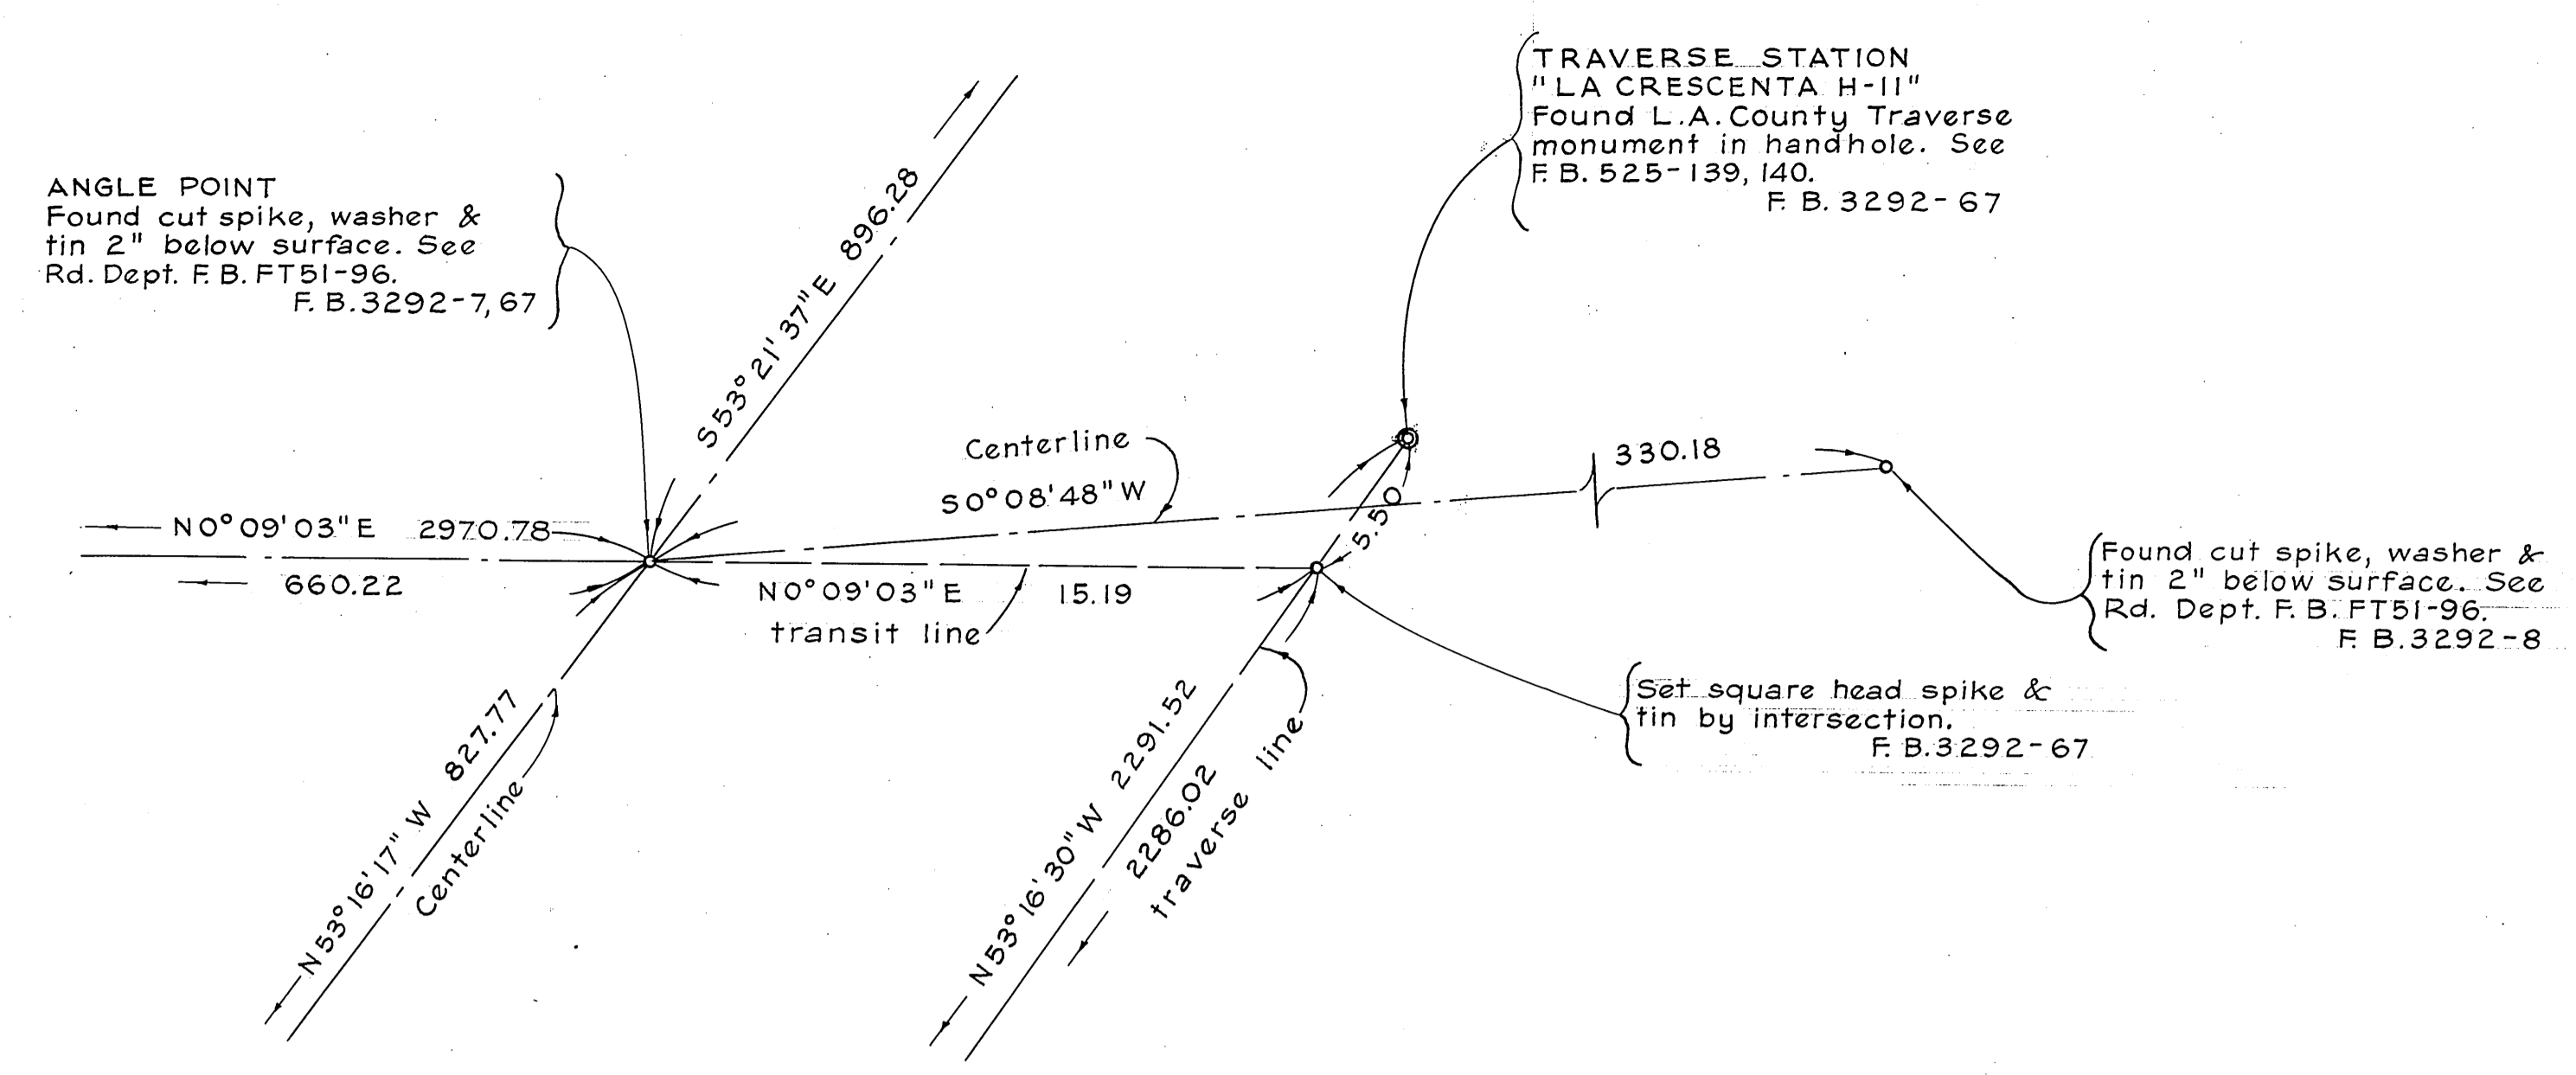 TRAVERSE STATION
"LA CRESCENTA H-11"
Found L.A. County Traverse
monument in handhole. See
F.B. 525-139, 140.
F. B. 3292-67
ANGLE POINT
Found cut spike, washer &
tin 2" below surface. See
Rd. Dept. F. B. FT51-96.
F. B. 3292-7, 67
S53° 21' 37" E 896.28
Centerline
S0° 08' 48" W
330.18
N0° 09' 03" E 2970.78
660.22
N0° 09' 03" E 15.19
transit line
5.50
Found cut spike, washer &
tin 2" below surface. See
Rd. Dept. F. B. FT51-96.
F. B. 3292-8
Set square head spike &
tin by intersection.
F. B. 3292-67
N53° 16' 17" W 827.77
Centerline
N53° 16' 30" W 2291.52
2286.02
traverse line